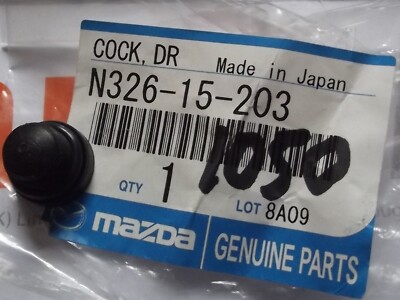 COCK, DR Made in Japan
N326-15-203
1050
QTY 1 LOT 8A09
mazda GENUINE PARTS